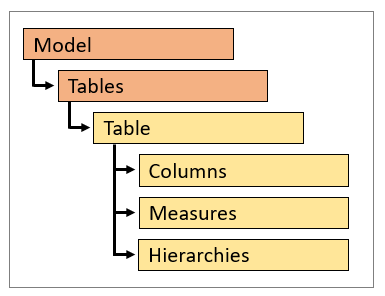 Model
Tables
Table
Columns
Measures
Hierarchies